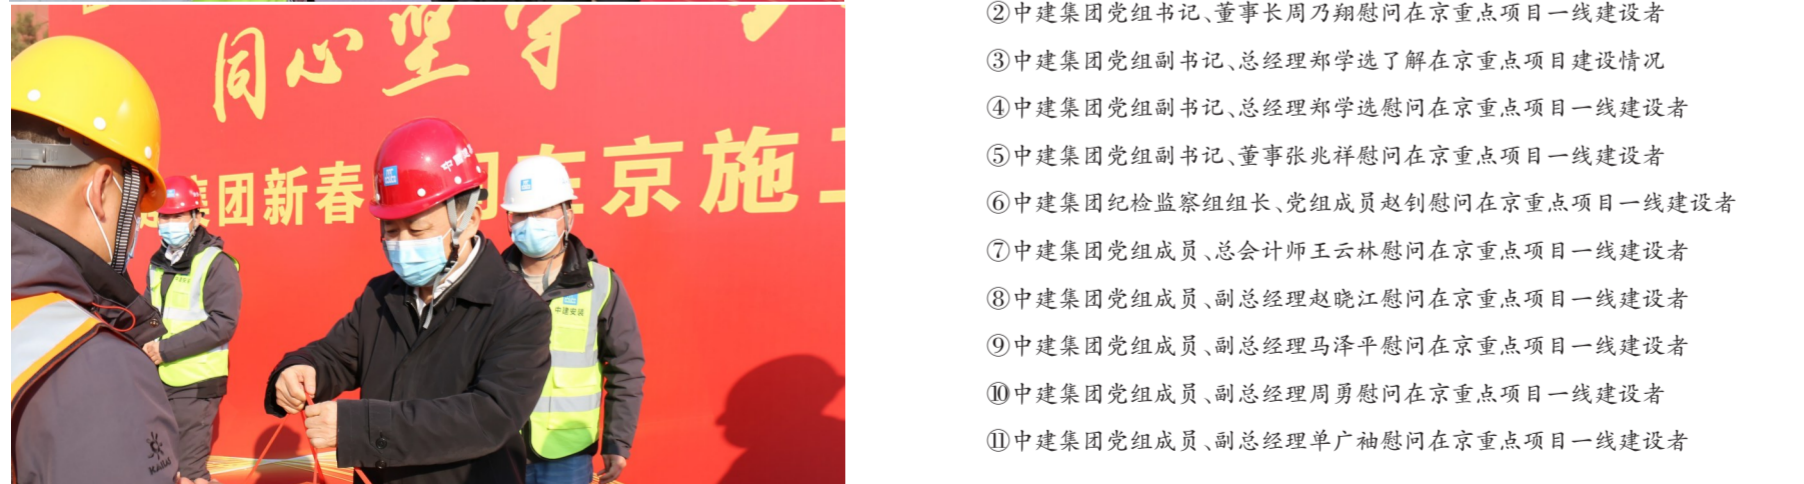 同心坚守
集团新春 问在京施工
中建安装
KAILAS
②中建集团党组书记、董事长周乃翔慰问在京重点项目一线建设者
③中建集团党组副书记、总经理郑学选了解在京重点项目建设情况
④中建集团党组副书记、总经理郑学选慰问在京重点项目一线建设者
⑤中建集团党组副书记、董事张兆祥慰问在京重点项目一线建设者
⑥中建集团纪检监察组组长、党组成员赵钊慰问在京重点项目一线建设者
⑦中建集团党组成员、总会计师王云林慰问在京重点项目一线建设者
⑧中建集团党组成员、副总经理赵晓江慰问在京重点项目一线建设者
⑨中建集团党组成员、副总经理马泽平慰问在京重点项目一线建设者
⑩中建集团党组成员、副总经理周勇慰问在京重点项目一线建设者
⑪中建集团党组成员、副总经理单广袖慰问在京重点项目一线建设者